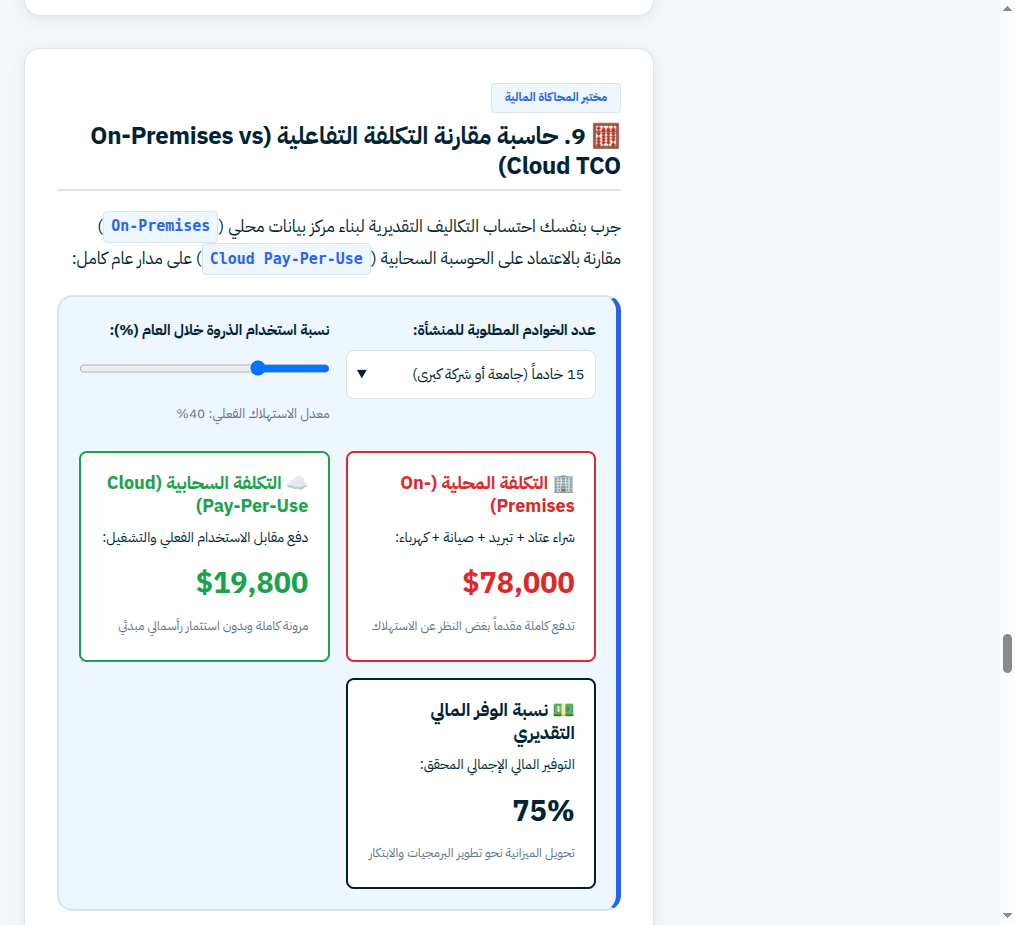 مختبر المحاكاة المالية
🧮 9. حاسبة مقارنة التكلفة التفاعلية (On-Premises vs
Cloud TCO)
جرب بنفسك احتساب التكاليف التقديرية لبناء مركز بيانات محلي (On-Premises)
مقارنة بالاعتماد على الحوسبة السحابية (Cloud Pay-Per-Use) على مدار عام كامل:
عدد الخوادم المطلوبة للمنشأة:
15 خادماً (جامعة أو شركة كبرى)
نسبة استخدام الذروة خلال العام (%):
معدل الاستهلاك الفعلي: 40%
🏢 التكلفة المحلية (On-
Premises)
شراء عتاد + تبريد + صيانة + كهرباء:
$78,000
تدفع كاملة مقدماً بغض النظر عن الاستهلاك
☁️ التكلفة السحابية (Cloud
Pay-Per-Use)
دفع مقابل الاستخدام الفعلي والتشغيل:
$19,800
مرونة كاملة وبدون استثمار رأسمالي مبدئي
💵 نسبة الوفر المالي
التقديري
التوفير المالي الإجمالي المحقق:
75%
تحويل الميزانية نحو تطوير البرمجيات والابتكار